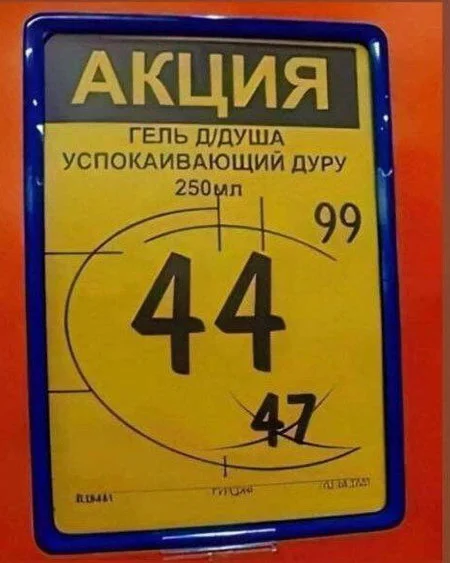 АКЦИЯ
ГЕЛЬ Д/ДУША
УСПОКАИВАЮЩИЙ ДУРУ
250мл
44 99
47